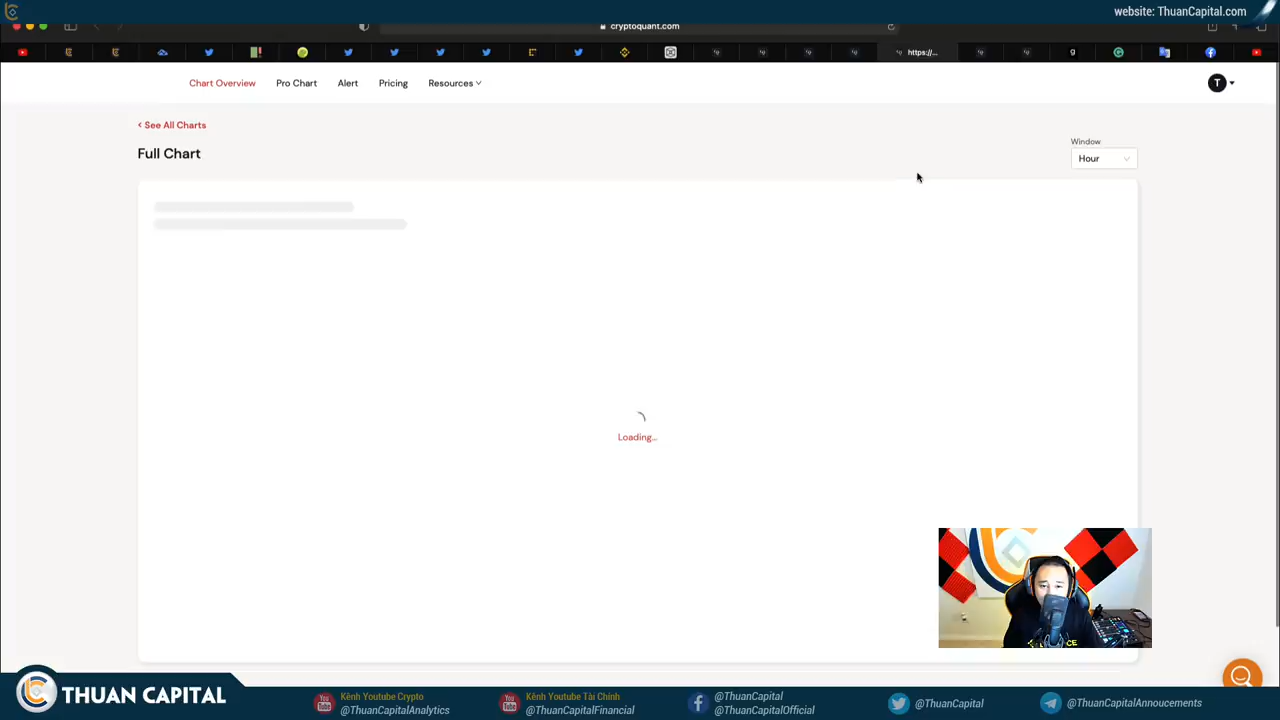 website: ThuanCapital.com
cryptoquant.com
https://...
Chart Overview
Pro Chart
Alert
Pricing
Resources
T
< See All Charts
Full Chart
Window
Hour
Loading...
THUAN CAPITAL
Kênh Youtube Crypto
@ThuanCapitalAnalytics
Kênh Youtube Tài Chính
@ThuanCapitalFinancial
@ThuanCapital
@ThuanCapitalOfficial
@ThuanCapital
@ThuanCapitalAnnoucements